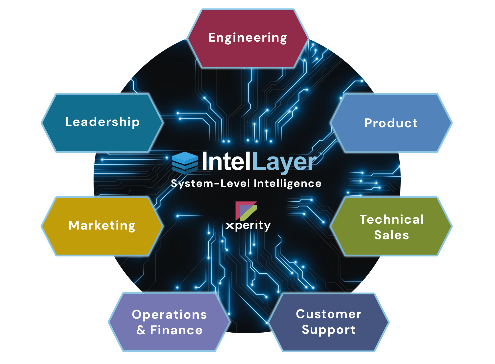 Engineering
Leadership
Product
IntelLayer
System-Level Intelligence
Marketing
xperity
Technical
Sales
Operations
& Finance
Customer
Support